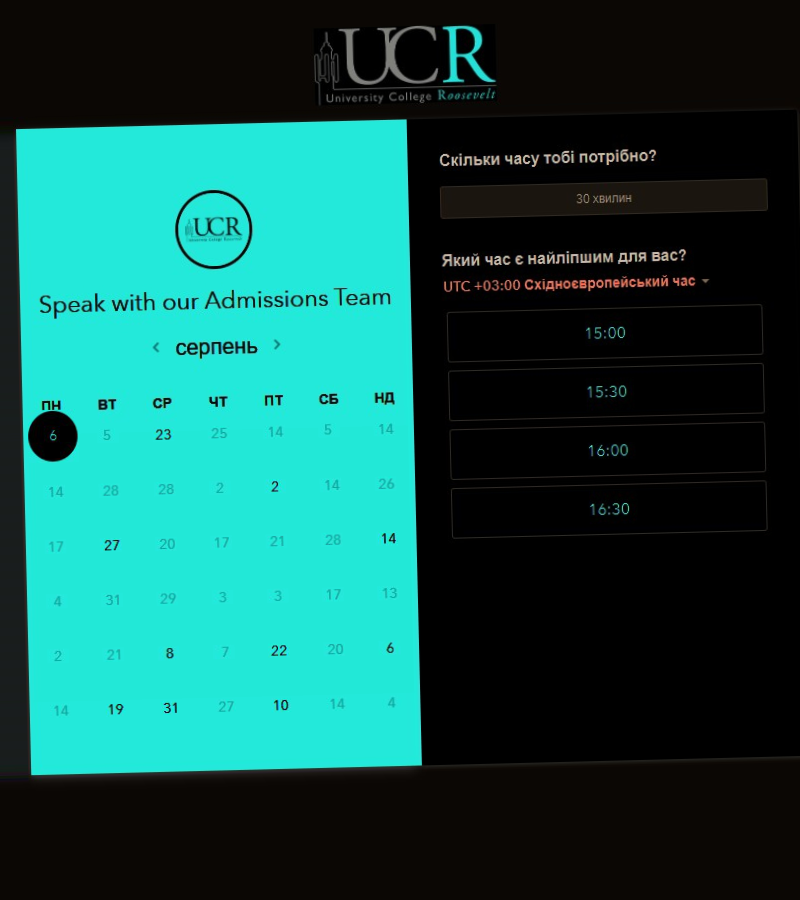 UCR
University College Roosevelt
UCR
University College Roosevelt
Speak with our Admissions Team
серпень
ПН ВТ СР ЧТ ПТ СБ НД
6 5 23 25 14 5 14
14 28 28 2 2 14 26
17 27 20 17 21 28 14
4 31 29 3 3 17 13
2 21 8 7 22 20 6
14 19 31 27 10 14 4
Скільки часу тобі потрібно?
30 хвилин
Який час є найліпшим для вас?
UTC +03:00 Східноєвропейський час
15:00
15:30
16:00
16:30